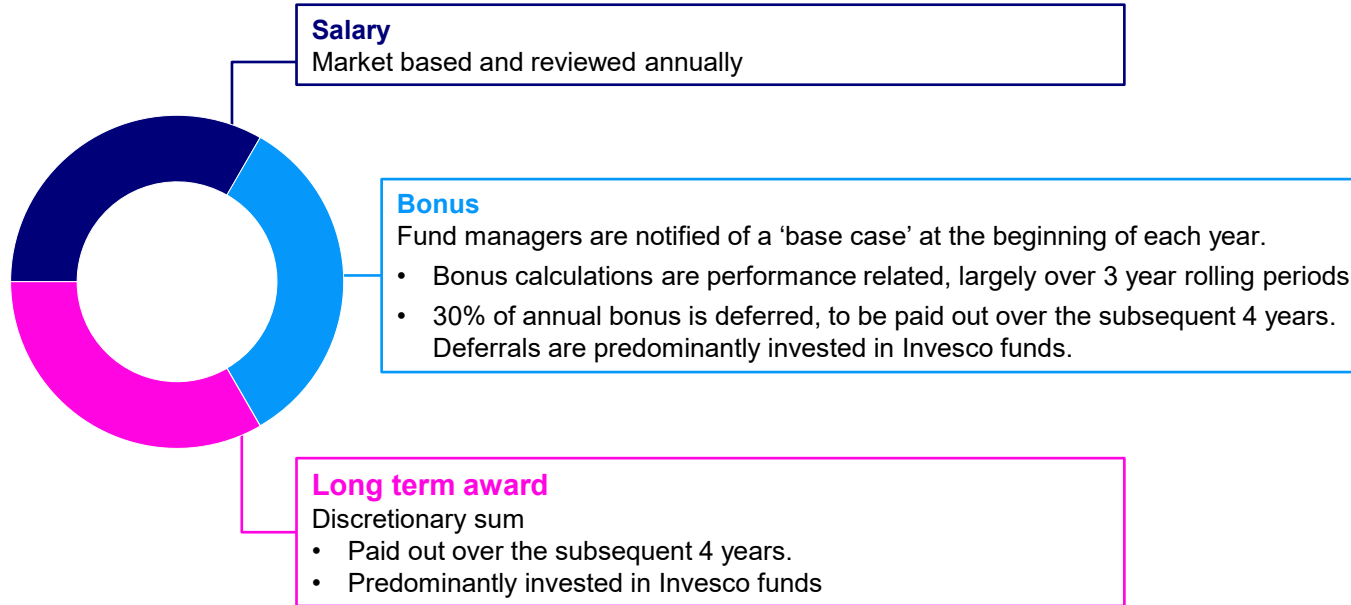 Salary
Market based and reviewed annually
Bonus
Fund managers are notified of a ‘base case’ at the beginning of each year.
• Bonus calculations are performance related, largely over 3 year rolling periods
• 30% of annual bonus is deferred, to be paid out over the subsequent 4 years.
Deferrals are predominantly invested in Invesco funds.
Long term award
Discretionary sum
• Paid out over the subsequent 4 years.
• Predominantly invested in Invesco funds